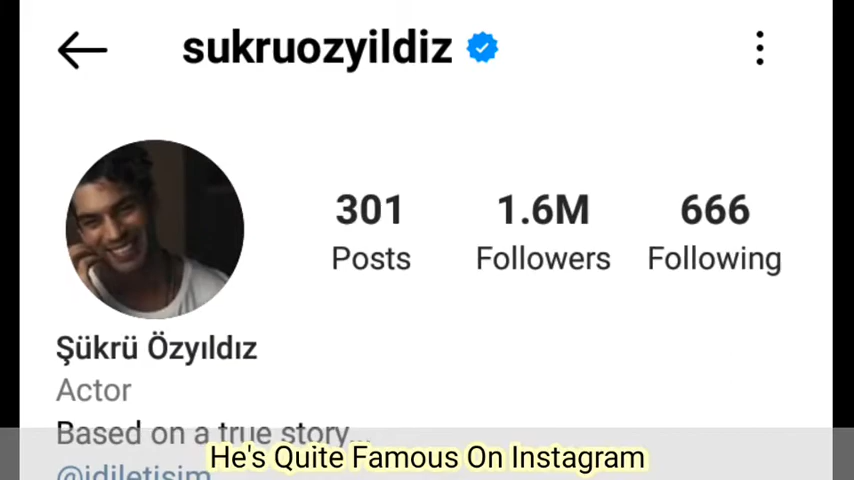 sukruozyildiz
301 1.6M 666
Posts Followers Following
Şükrü Özyıldız
Actor
Based on a true story...
@idiletisim
He's Quite Famous On Instagram